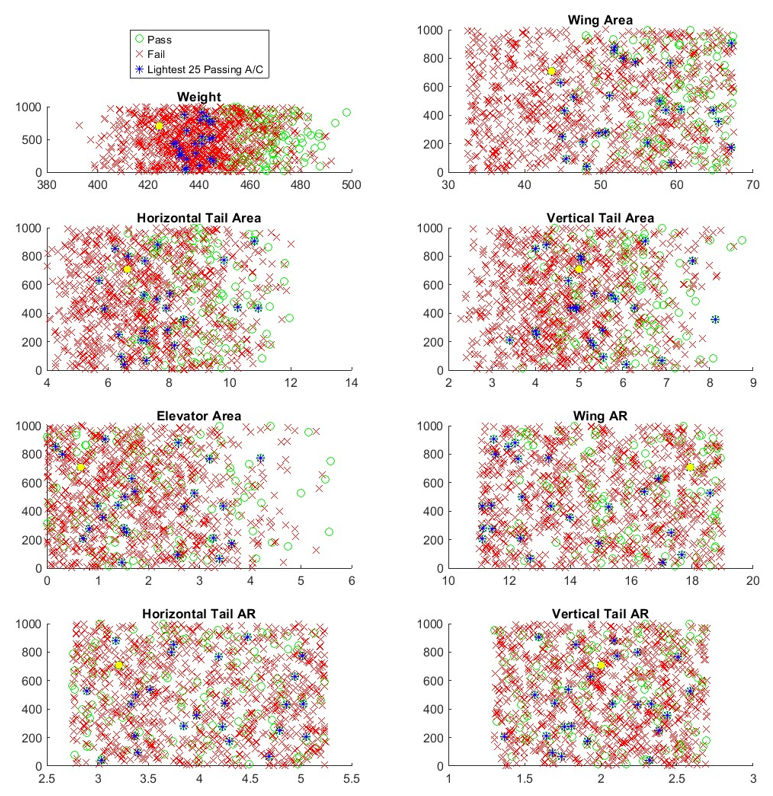 Pass
Fail
Lightest 25 Passing A/C
Weight
1000
500
0
380 400 420 440 460 480 500
Wing Area
1000
800
600
400
200
0
30 40 50 60 70
Horizontal Tail Area
1000
800
600
400
200
0
4 6 8 10 12 14
Vertical Tail Area
1000
800
600
400
200
0
2 3 4 5 6 7 8 9
Elevator Area
1000
800
600
400
200
0
0 1 2 3 4 5 6
Wing AR
1000
800
600
400
200
0
10 12 14 16 18 20
Horizontal Tail AR
1000
800
600
400
200
0
2.5 3 3.5 4 4.5 5 5.5
Vertical Tail AR
1000
800
600
400
200
0
1 1.5 2 2.5 3